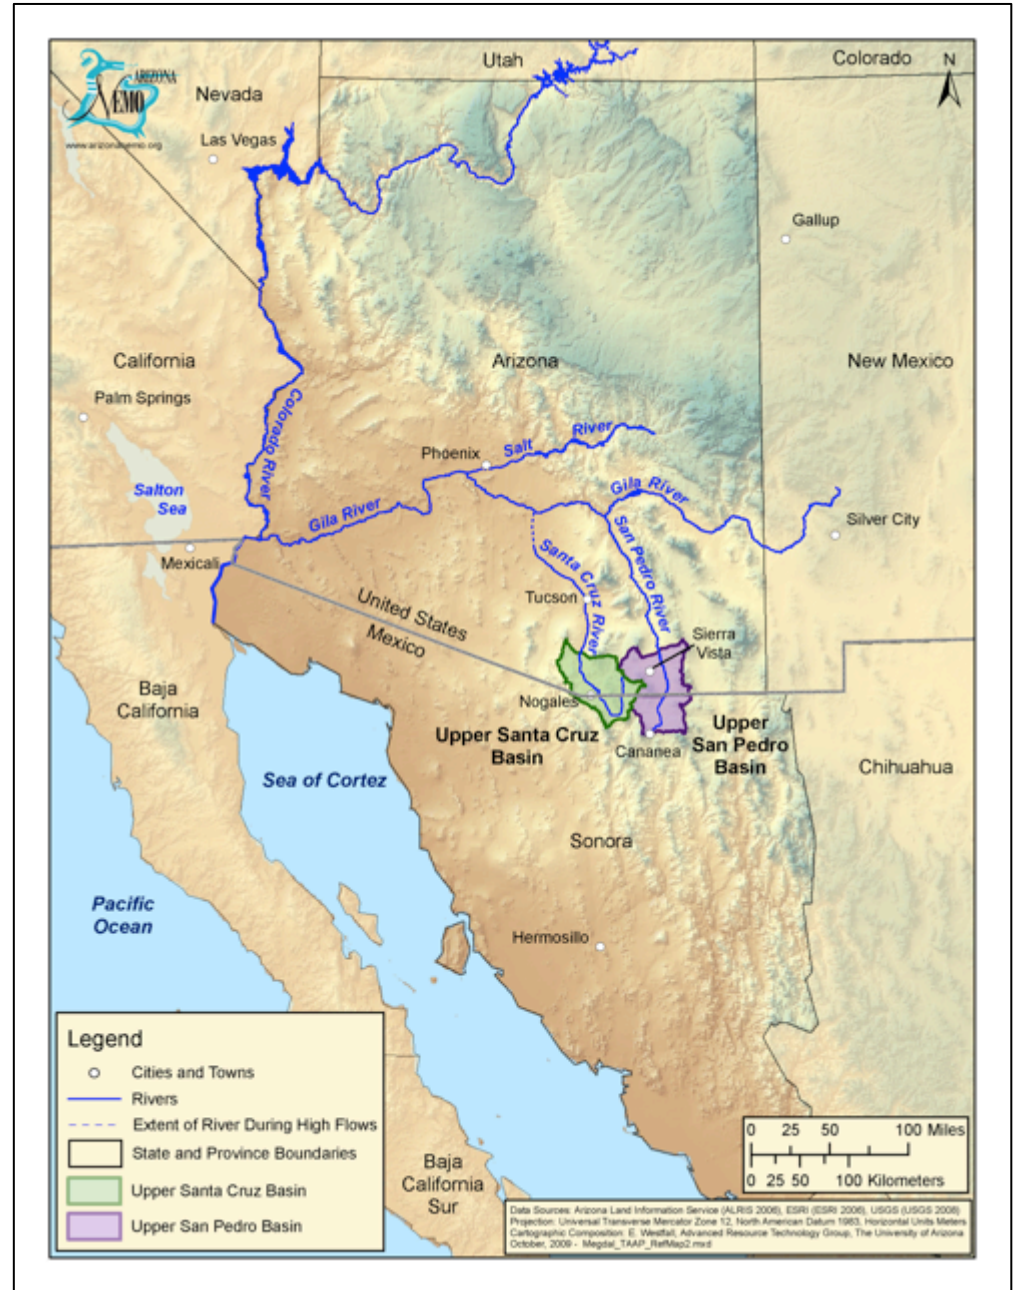 ARIZONA
NEMO
www.arizonanemo.org
Utah
Colorado
N
Nevada
Las Vegas
Gallup
California
Arizona
New Mexico
Palm Springs
Colorado River
Phoenix
Salt River
Salton
Sea
Gila River
Gila River
Silver City
Mexicali
San Pedro River
Santa Cruz River
Tucson
United States
Mexico
Sierra
Vista
Baja
California
Nogales
Upper Santa Cruz
Basin
Cananea
Upper
San Pedro
Basin
Chihuahua
Sea of Cortez
Sonora
Pacific
Ocean
Hermosillo
Legend
Cities and Towns
Rivers
Extent of River During High Flows
State and Province Boundaries
Upper Santa Cruz Basin
Upper San Pedro Basin
Baja
California
Sur
0 25 50 100 Miles
0 25 50 100 Kilometers
Data Sources: Arizona Land Information Service (ALRIS 2006), ESRI (ESRI 2006), USGS (USGS 2008)
Projection: Universal Transverse Mercator Zone 12, North American Datum 1983, Horizontal Units Meters
Cartographic Composition: E. Westfall, Advanced Resource Technology Group, The University of Arizona
October, 2009 - Megdal_TAAP_RefMap2.mxd